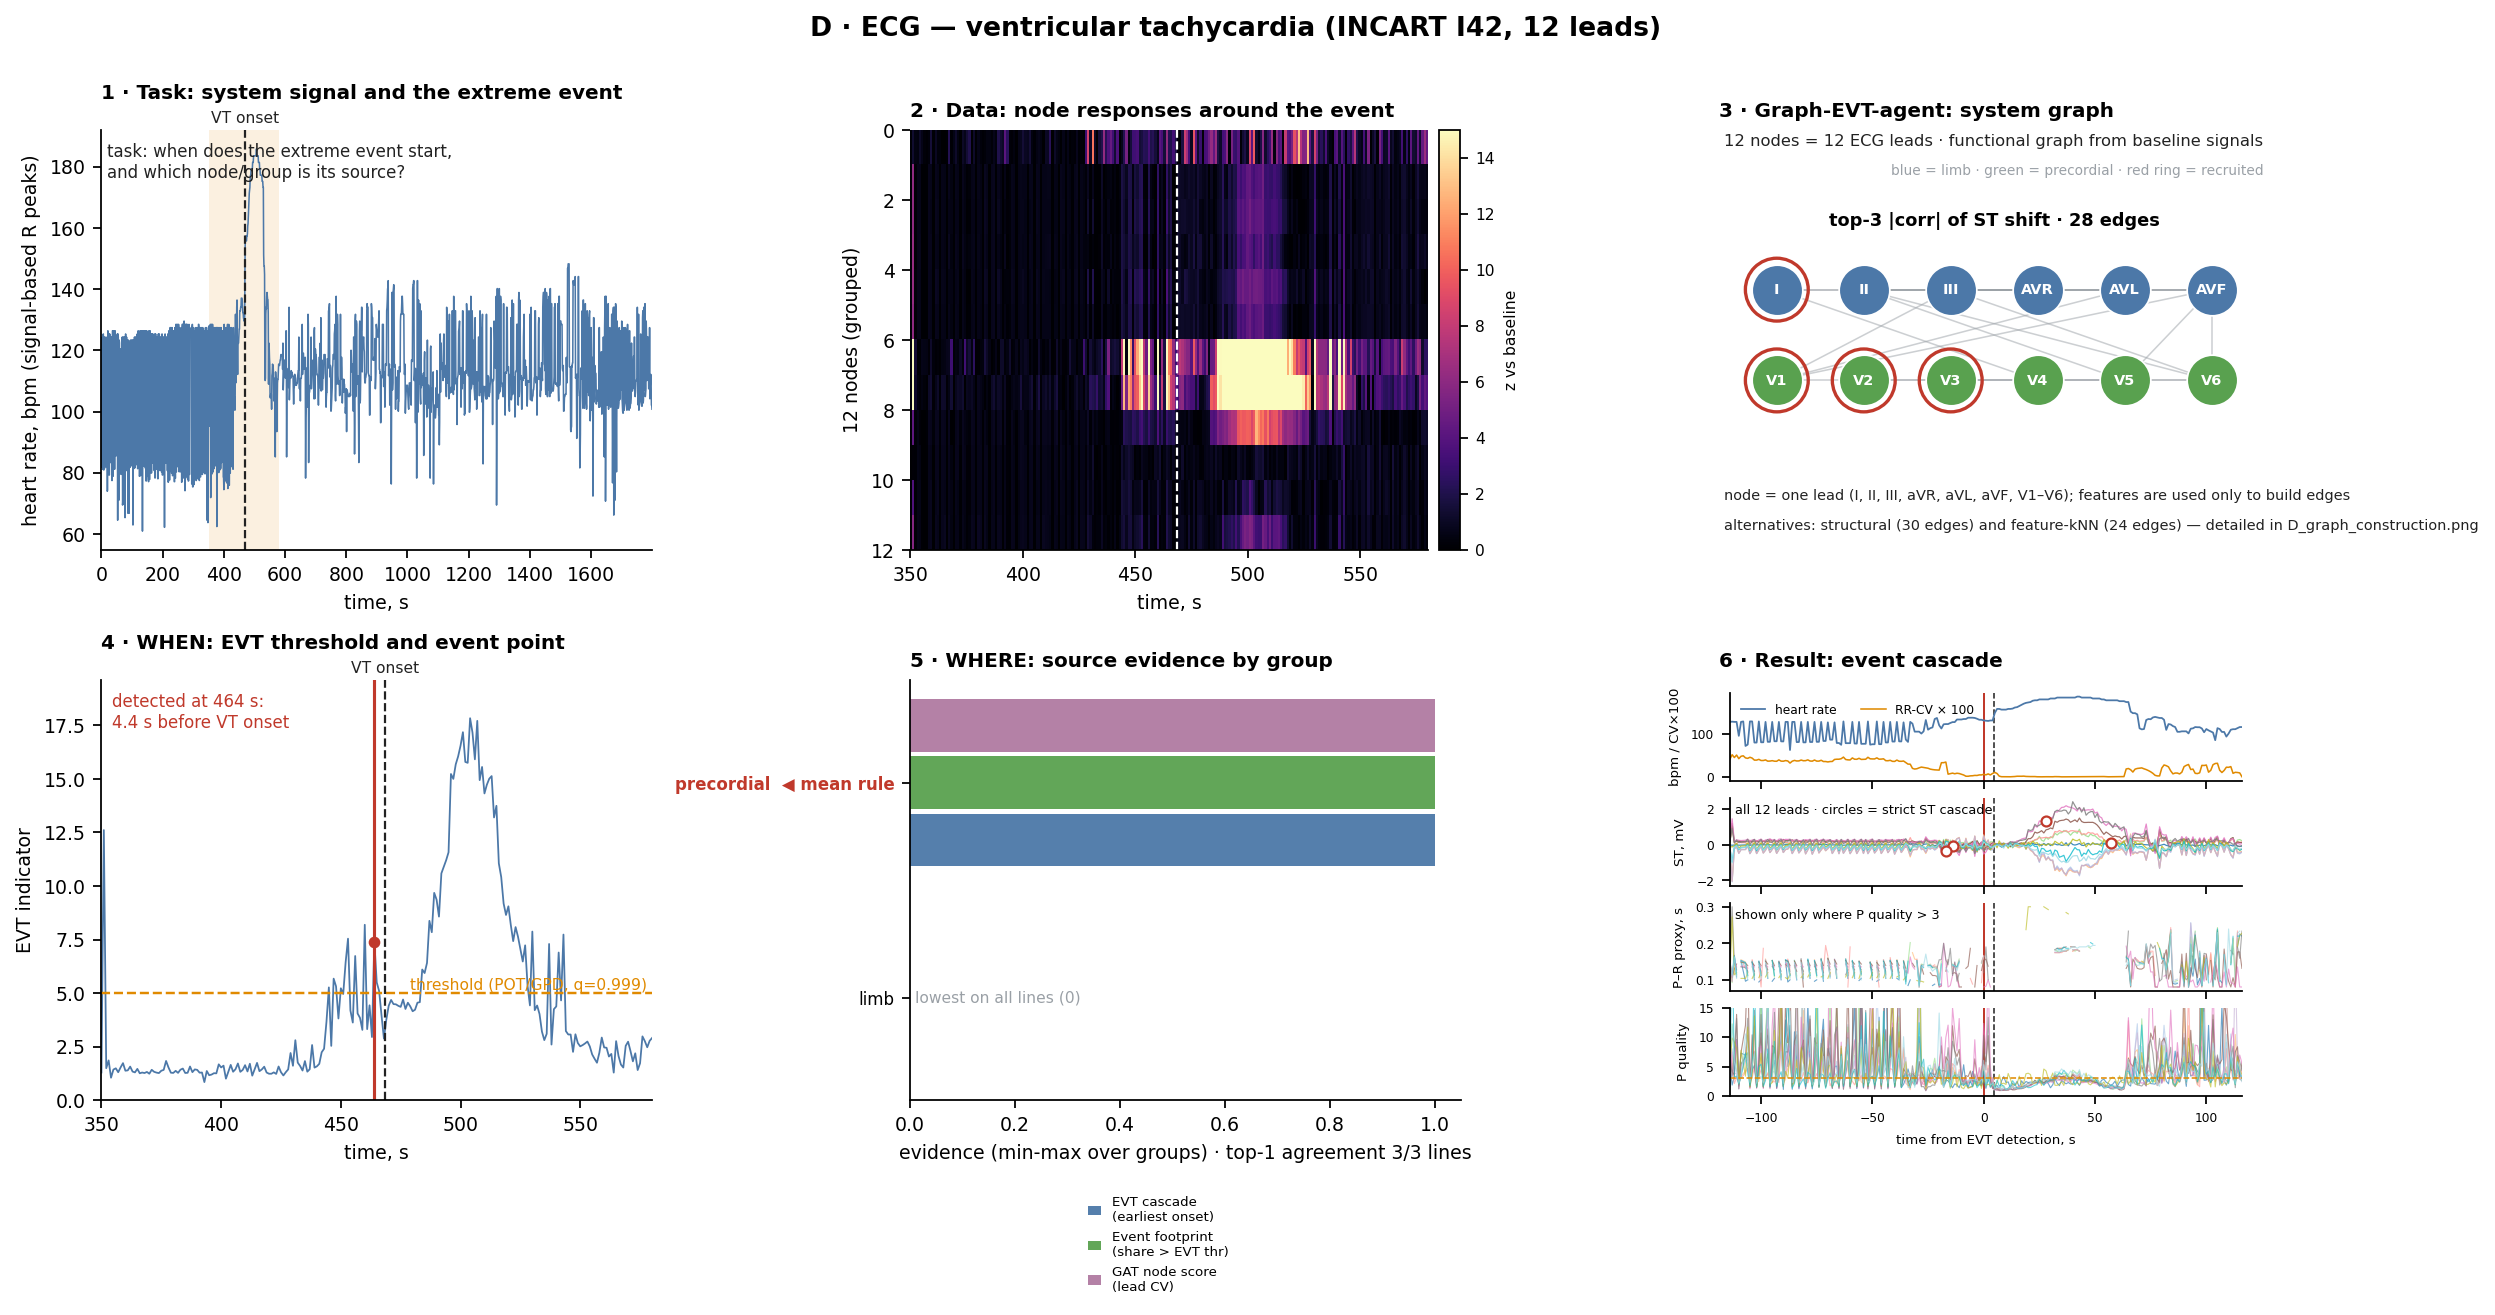 D · ECG — ventricular tachycardia (INCART I42, 12 leads)
1 · Task: system signal and the extreme event
VT onset
task: when does the extreme event start,
and which node/group is its source?
heart rate, bpm (signal-based R peaks)
180
160
140
120
100
80
60
0 200 400 600 800 1000 1200 1400 1600
time, s
2 · Data: node responses around the event
12 nodes (grouped)
0
2
4
6
8
10
12
350 400 450 500 550
time, s
14
12
10
8
6
4
2
0
z vs baseline
3 · Graph-EVT-agent: system graph
12 nodes = 12 ECG leads · functional graph from baseline signals
blue = limb · green = precordial · red ring = recruited
top-3 |corr| of ST shift · 28 edges
I II III AVR AVL AVF
V1 V2 V3 V4 V5 V6
node = one lead (I, II, III, aVR, aVL, aVF, V1–V6); features are used only to build edges
alternatives: structural (30 edges) and feature-kNN (24 edges) — detailed in D_graph_construction.png
4 · WHEN: EVT threshold and event point
VT onset
detected at 464 s:
4.4 s before VT onset
threshold (POT/GPD, q=0.999)
EVT indicator
17.5
15.0
12.5
10.0
7.5
5.0
2.5
0.0
350 400 450 500 550
time, s
5 · WHERE: source evidence by group
precordial ◀ mean rule
limb
lowest on all lines (0)
0.0 0.2 0.4 0.6 0.8 1.0
evidence (min-max over groups) · top-1 agreement 3/3 lines
EVT cascade
(earliest onset)
Event footprint
(share > EVT thr)
GAT node score
(lead CV)
6 · Result: event cascade
bpm / CV×100
100
0
heart rate
RR-CV × 100
ST, mV
2
0
−2
all 12 leads · circles = strict ST cascade
P–R proxy, s
0.3
0.2
0.1
shown only where P quality > 3
P quality
15
10
5
0
−100 −50 0 50 100
time from EVT detection, s